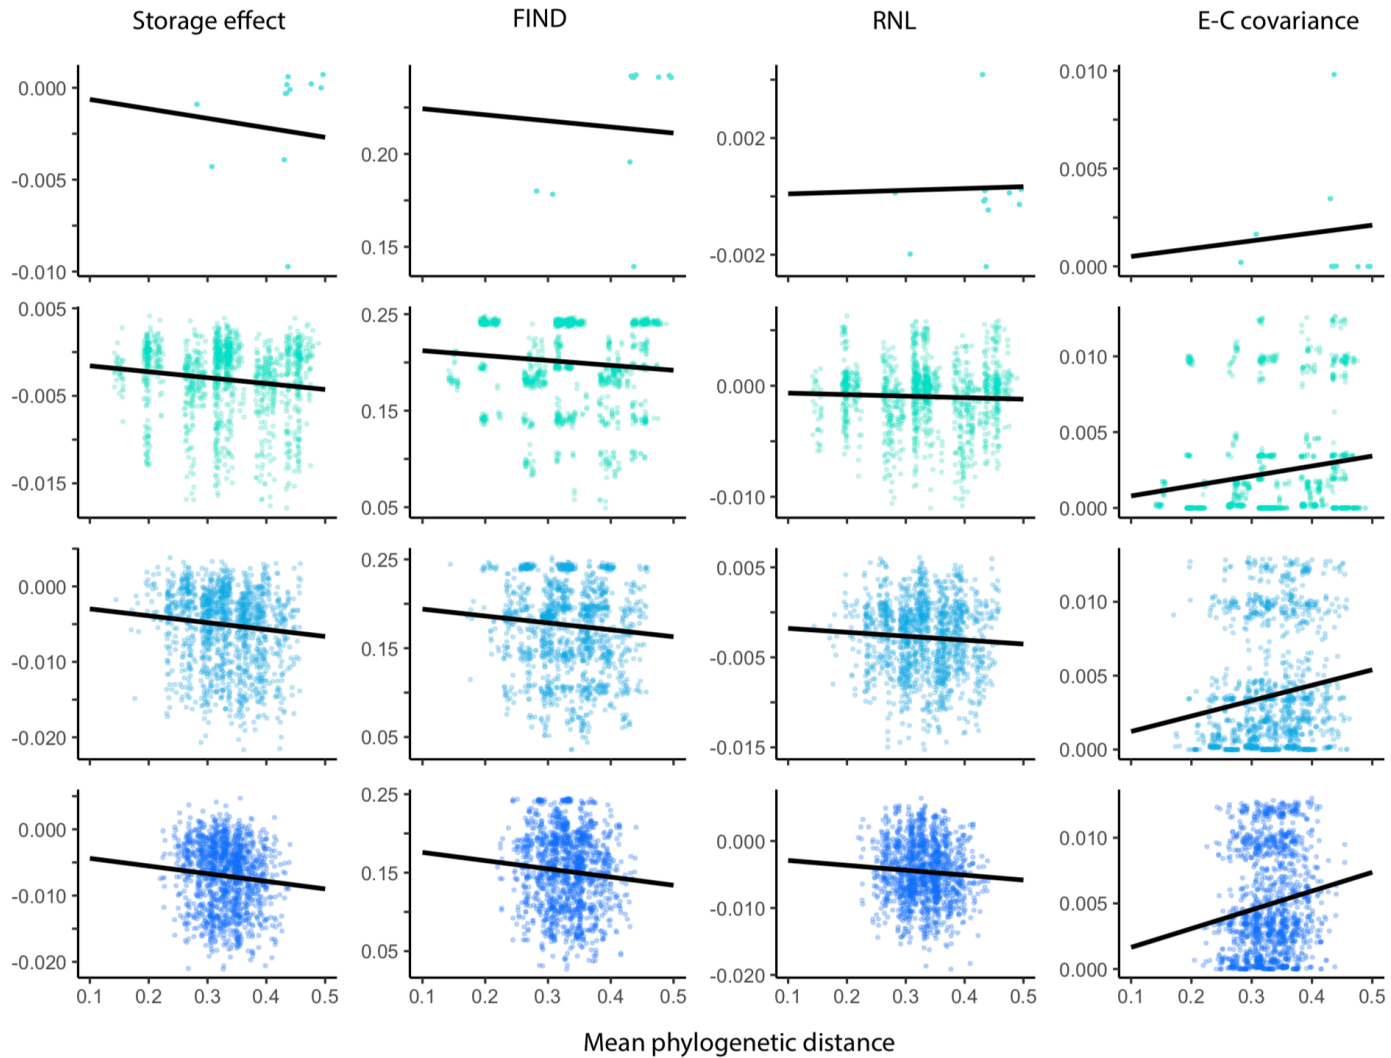 Storage effect FIND RNL E-C covariance
0.000 0.20 0.002 0.010
-0.005 0.15 -0.002 0.005
-0.010 0.000
0.005 0.25 0.000 0.010
-0.005 0.15 -0.010 0.005
-0.015 0.05 0.000
0.000 0.25 0.005 0.010
-0.010 0.15 -0.005 0.005
-0.020 0.05 -0.015 0.000
0.000 0.25 0.000 0.010
-0.010 0.15 -0.010 0.005
-0.020 0.05 -0.020 0.000
0.1 0.2 0.3 0.4 0.5 0.1 0.2 0.3 0.4 0.5 0.1 0.2 0.3 0.4 0.5 0.1 0.2 0.3 0.4 0.5
Mean phylogenetic distance